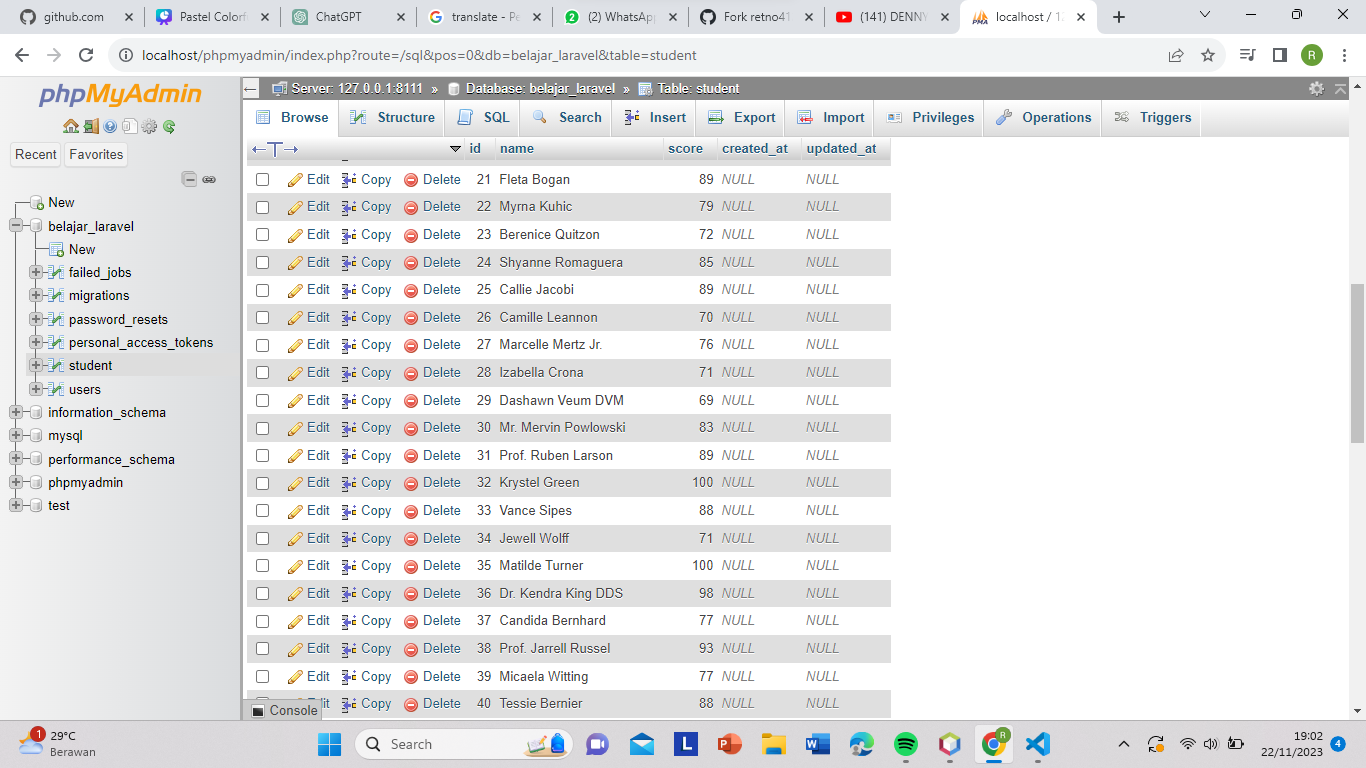 github.com
Pastel Colorf
ChatGPT
translate - Pe
(2) WhatsAp
Fork retno41
(141) DENNY
localhost / 12
localhost/phpmyadmin/index.php?route=/sql&pos=0&db=belajar_laravel&table=student
R
phpMyAdmin
Recent Favorites
New
belajar_laravel
New
failed_jobs
migrations
password_resets
personal_access_tokens
student
users
information_schema
mysql
performance_schema
phpmyadmin
test
Server: 127.0.0.1:8111 » Database: belajar_laravel » Table: student
Browse Structure SQL Search Insert Export Import Privileges Operations Triggers
←T→ id name score created_at updated_at
Edit Copy Delete 21 Fleta Bogan 89 NULL NULL
Edit Copy Delete 22 Myrna Kuhic 79 NULL NULL
Edit Copy Delete 23 Berenice Quitzon 72 NULL NULL
Edit Copy Delete 24 Shyanne Romaguera 85 NULL NULL
Edit Copy Delete 25 Callie Jacobi 89 NULL NULL
Edit Copy Delete 26 Camille Leannon 70 NULL NULL
Edit Copy Delete 27 Marcelle Mertz Jr. 76 NULL NULL
Edit Copy Delete 28 Izabella Crona 71 NULL NULL
Edit Copy Delete 29 Dashawn Veum DVM 69 NULL NULL
Edit Copy Delete 30 Mr. Mervin Powlowski 83 NULL NULL
Edit Copy Delete 31 Prof. Ruben Larson 89 NULL NULL
Edit Copy Delete 32 Krystel Green 100 NULL NULL
Edit Copy Delete 33 Vance Sipes 88 NULL NULL
Edit Copy Delete 34 Jewell Wolff 71 NULL NULL
Edit Copy Delete 35 Matilde Turner 100 NULL NULL
Edit Copy Delete 36 Dr. Kendra King DDS 98 NULL NULL
Edit Copy Delete 37 Candida Bernhard 77 NULL NULL
Edit Copy Delete 38 Prof. Jarrell Russel 93 NULL NULL
Edit Copy Delete 39 Micaela Witting 77 NULL NULL
Edit Copy Delete 40 Tessie Bernier 88 NULL NULL
Console
1
29°C
Berawan
Search
L
R
19:02
22/11/2023
4